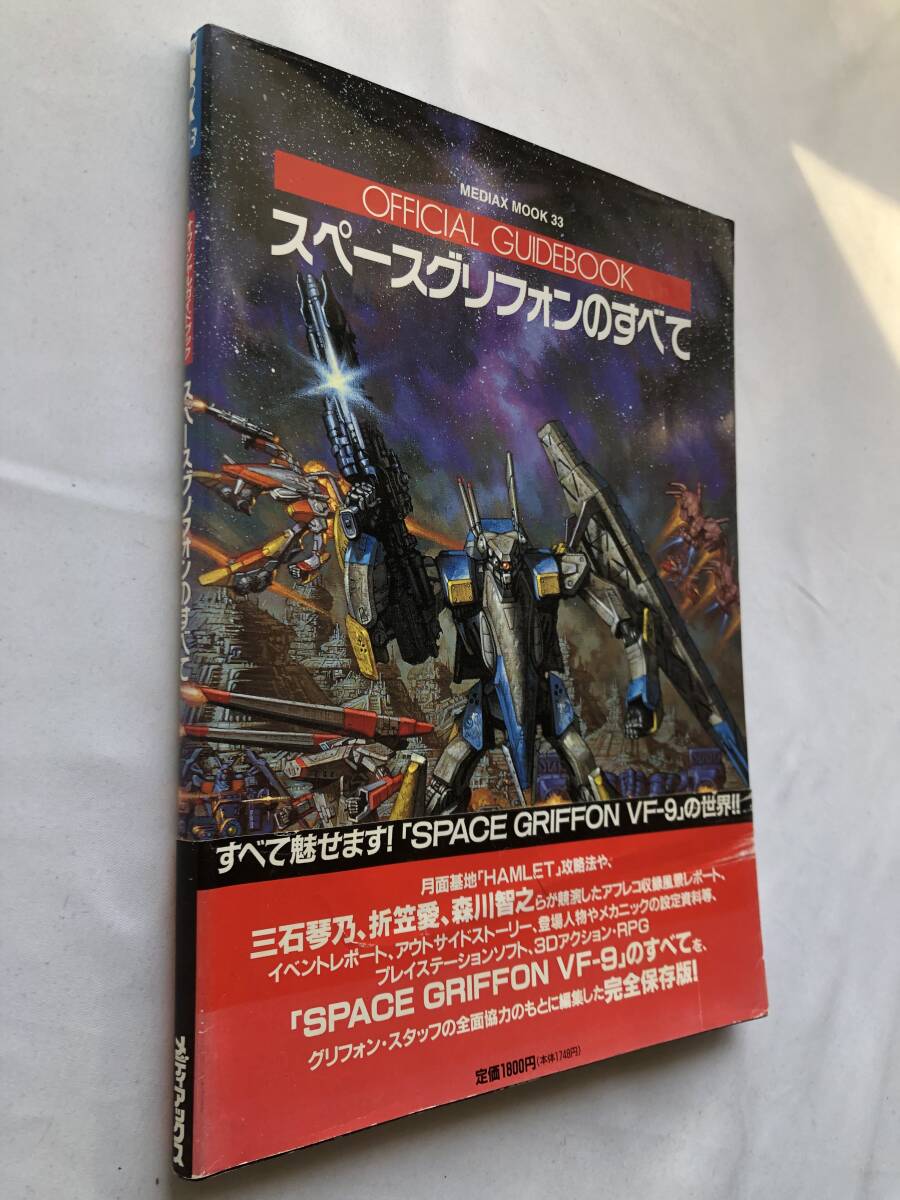 MEDIAX MOOK 33
OFFICIAL GUIDEBOOK
スペースグリフォンのすべて
すべて魅せます!「SPACE GRIFFON VF-9」の世界!!
月面基地「HAMLET」攻略法や、
三石琴乃、折笠愛、森川智之らが競演したアフレコ収録風景レポート、
イベントレポート、アウトサイドストーリー、登場人物やメカニックの設定資料等、
プレイステーションソフト、3Dアクション・RPG
「SPACE GRIFFON VF-9」のすべてを、
グリフォン・スタッフの全面協力のもとに編集した完全保存版!
定価1800円(本体1748円)
スペースグリフォンのすべて